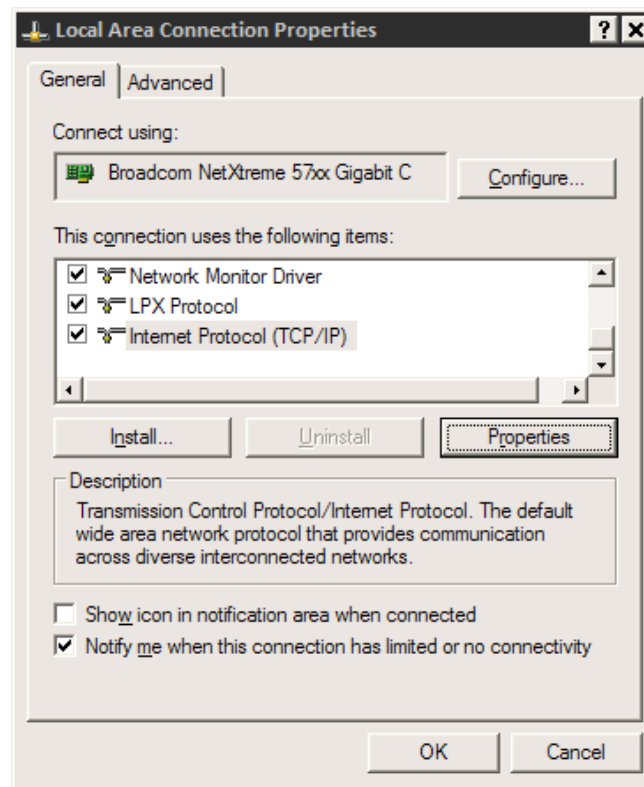 Local Area Connection Properties
General
Advanced
Connect using:
Broadcom NetXtreme 57xx Gigabit C
Configure...
This connection uses the following items:
Network Monitor Driver
LPX Protocol
Internet Protocol (TCP/IP)
Install...
Uninstall
Properties
Description
Transmission Control Protocol/Internet Protocol. The default
wide area network protocol that provides communication
across diverse interconnected networks.
Show icon in notification area when connected
Notify me when this connection has limited or no connectivity
OK
Cancel